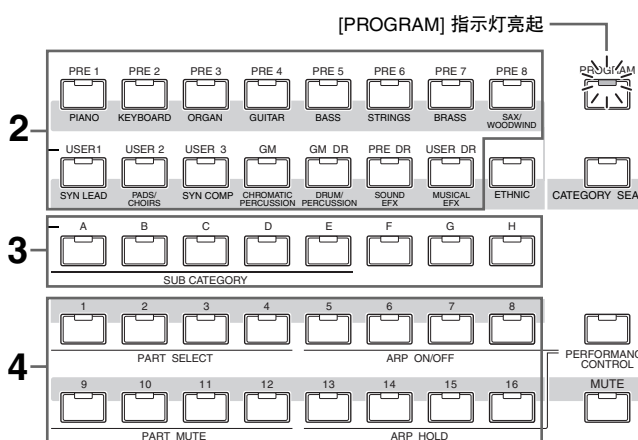 [PROGRAM] 指示灯亮起
PRE 1 PRE 2 PRE 3 PRE 4 PRE 5 PRE 6 PRE 7 PRE 8 PROGRAM
PIANO KEYBOARD ORGAN GUITAR BASS STRINGS BRASS SAX/
WOODWIND
2
USER1 USER 2 USER 3 GM GM DR PRE DR USER DR
SYN LEAD PADS/
CHOIRS SYN COMP CHROMATIC
PERCUSSION DRUM/
PERCUSSION SOUND
EFX MUSICAL
EFX ETHNIC CATEGORY SEA
A B C D E F G H
3
SUB CATEGORY
1 2 3 4 5 6 7 8
PART SELECT ARP ON/OFF PERFORMANC
CONTROL
4
9 10 11 12 13 14 15 16 MUTE
PART MUTE ARP HOLD